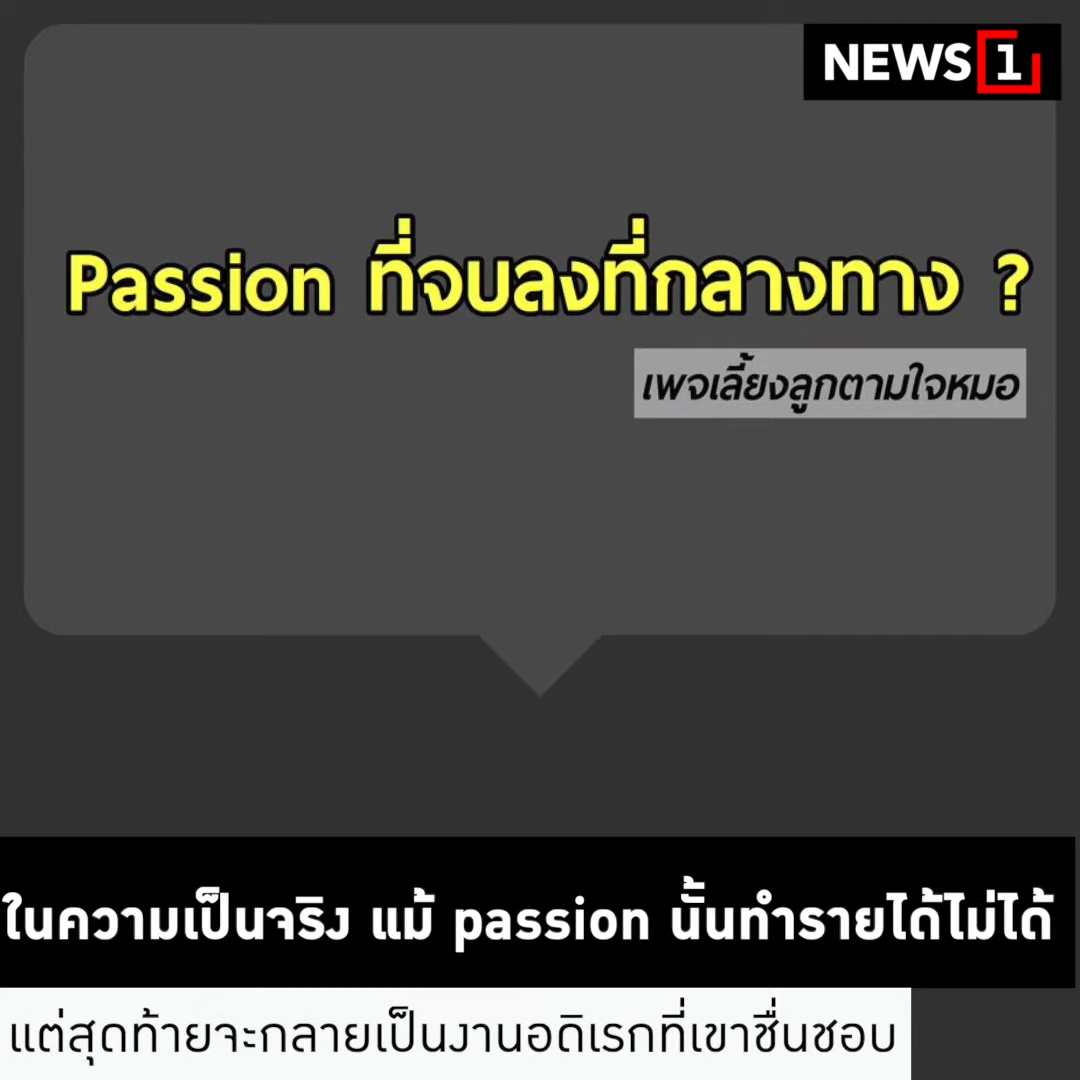 NEWS 1
Passion ที่จบลงที่กลางทาง ?
เพจเลี้ยงลูกตามใจหมอ
ในความเป็นจริง แม้ passion นั้นทำรายได้ไม่ได้
แต่สุดท้ายจะกลายเป็นงานอดิเรกที่เขาชื่นชอบ